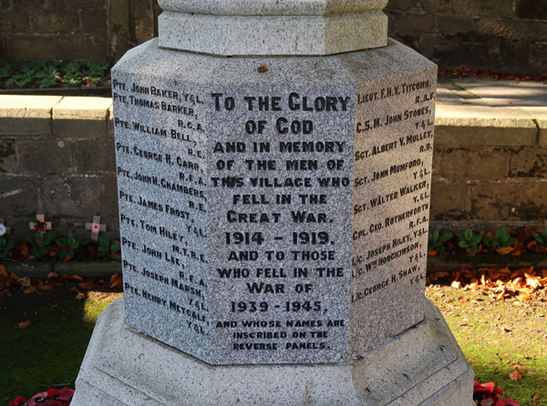 PTE. JOHN BAKER, Y&L.
PTE. THOMAS BARKER,
R.G.A.
PTE. WILLIAM BELL,
R.E.
PTE. GEORGE H. CARR,
R.F.A.
PTE. JOHN H. CHAMBERS,
R.B.
PTE. JAMES FROST,
Y&L.
PTE. TOM HILEY,
M.T.R.E.
PTE. JOHN LEE,
R.F.A.
PTE. JOSEPH MARSH,
Y&L.
PTE. HENRY METCALF,
Y&L.
TO THE GLORY
OF GOD
AND IN MEMORY
OF THE MEN OF
THIS VILLAGE WHO
FELL IN THE
GREAT WAR.
1914 - 1919.
AND TO THOSE
WHO FELL IN THE
WAR OF
1939-1945,
AND WHOSE NAMES ARE
INSCRIBED ON THE
REVERSE PANELS.
LIEUT. F.H.Y. TITCOMB,
R.A.F.
C.S.M. JOHN STONES,
Y&L.
SGT. ALBERT V. MULLEY,
R.B.
SGT. JOHN MUMFORD,
Y&L.
SGT. WALTER WALKER,
Y&L.
CPL. GEO. ROTHERFORTH
R.F.A.
L/C. JOSEPH HILEY, Y&L.
L/C. WM HODGKINSON,
Y&L.
L/C. GEORGE H. SHAW,
Y&L.